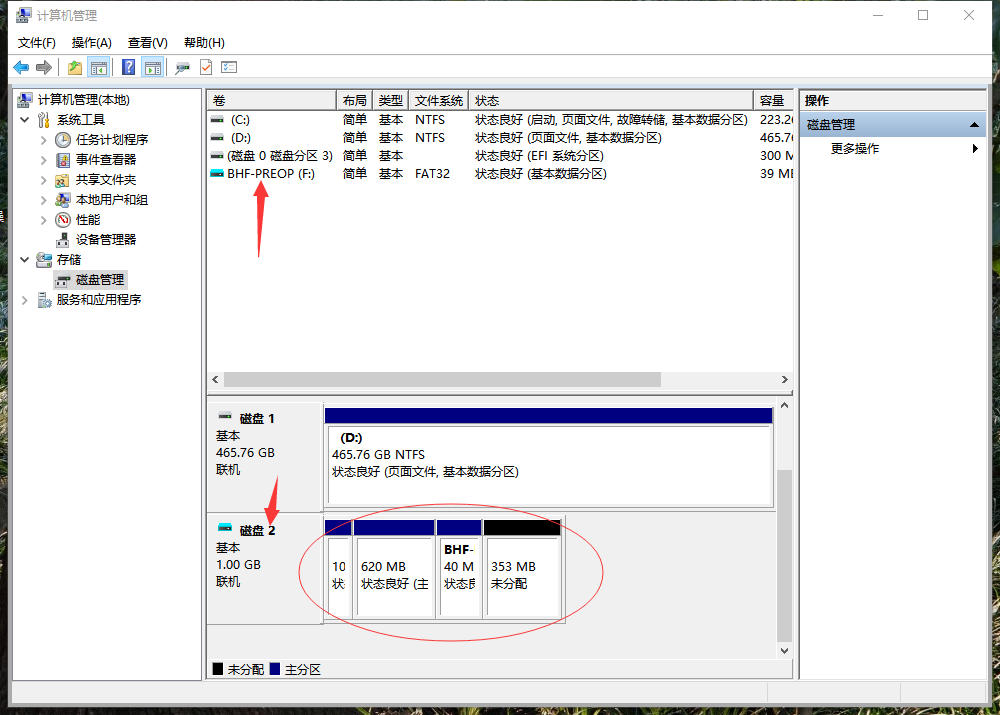 计算机管理
文件(F) 操作(A) 查看(V) 帮助(H)
计算机管理(本地)
系统工具
任务计划程序
事件查看器
共享文件夹
本地用户和组
性能
设备管理器
存储
磁盘管理
服务和应用程序
卷 布局 类型 文件系统 状态 容量
(C:) 简单 基本 NTFS 状态良好 (启动, 页面文件, 故障转储, 基本数据分区) 223.2
(D:) 简单 基本 NTFS 状态良好 (页面文件, 基本数据分区) 465.7
(磁盘 0 磁盘分区 3) 简单 基本 状态良好 (EFI 系统分区) 300 M
BHF-PREOP (F:) 简单 基本 FAT32 状态良好 (基本数据分区) 39 M
磁盘 1
基本
465.76 GB
联机
(D:)
465.76 GB NTFS
状态良好 (页面文件, 基本数据分区)
磁盘 2
基本
1.00 GB
联机
10
状
620 MB
状态良好 (主
BHF-
40 M
状态良
353 MB
未分配
未分配 主分区
操作
磁盘管理
更多操作